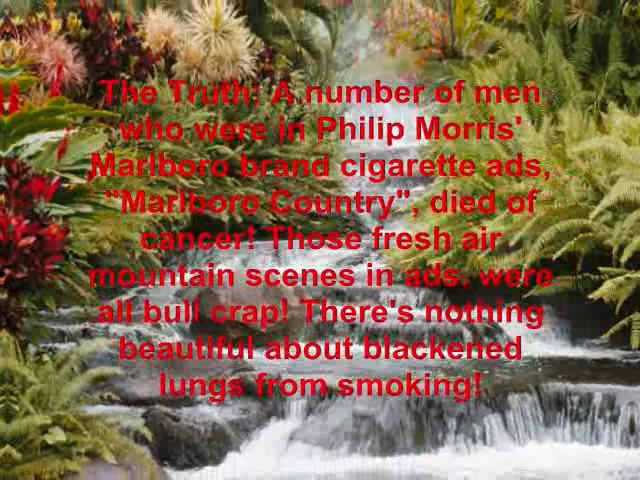 The Truth: A number of men
who were in Philip Morris'
Marlboro brand cigarette ads,
"Marlboro Country", died of
cancer! Those fresh air
mountain scenes in ads, were
all bull crap! There's nothing
beautiful about blackened
lungs from smoking!